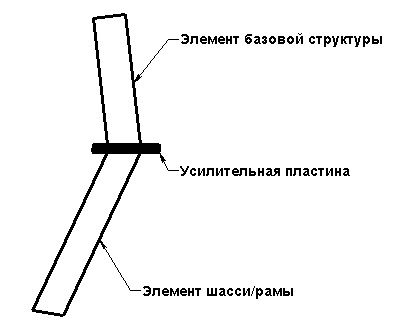 Элемент базовой структуры
Усилительная пластина
Элемент шасси/рамы